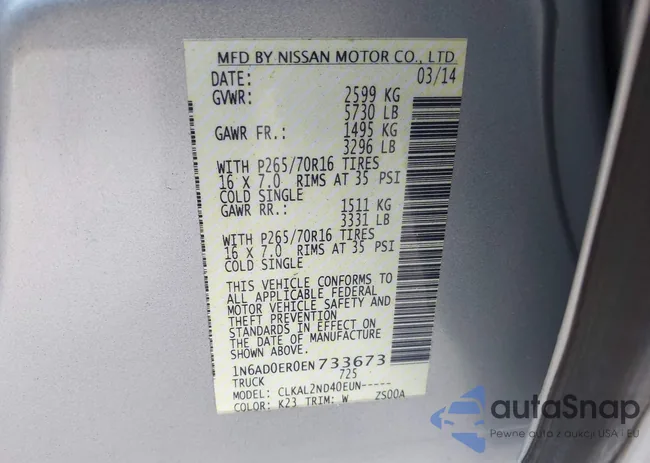 MFD BY NISSAN MOTOR CO., LTD.
DATE: 03/14
GVWR: 2599 KG
5730 LB
GAWR FR.: 1495 KG
3296 LB
WITH P265/70R16 TIRES
16 X 7.0 RIMS AT 35 PSI
COLD SINGLE
GAWR RR.: 1511 KG
3331 LB
WITH P265/70R16 TIRES
16 X 7.0 RIMS AT 35 PSI
COLD SINGLE
THIS VEHICLE CONFORMS TO
ALL APPLICABLE FEDERAL
MOTOR VEHICLE SAFETY AND
THEFT PREVENTION
STANDARDS IN EFFECT ON
THE DATE OF MANUFACTURE
SHOWN ABOVE.
1N6AD0ER0EN733673
TRUCK 725
MODEL: CLKAL2ND40EUN-----
COLOR: K23 TRIM: W ZS00A
autoSnap
Pewne auto z aukcji USA i EU